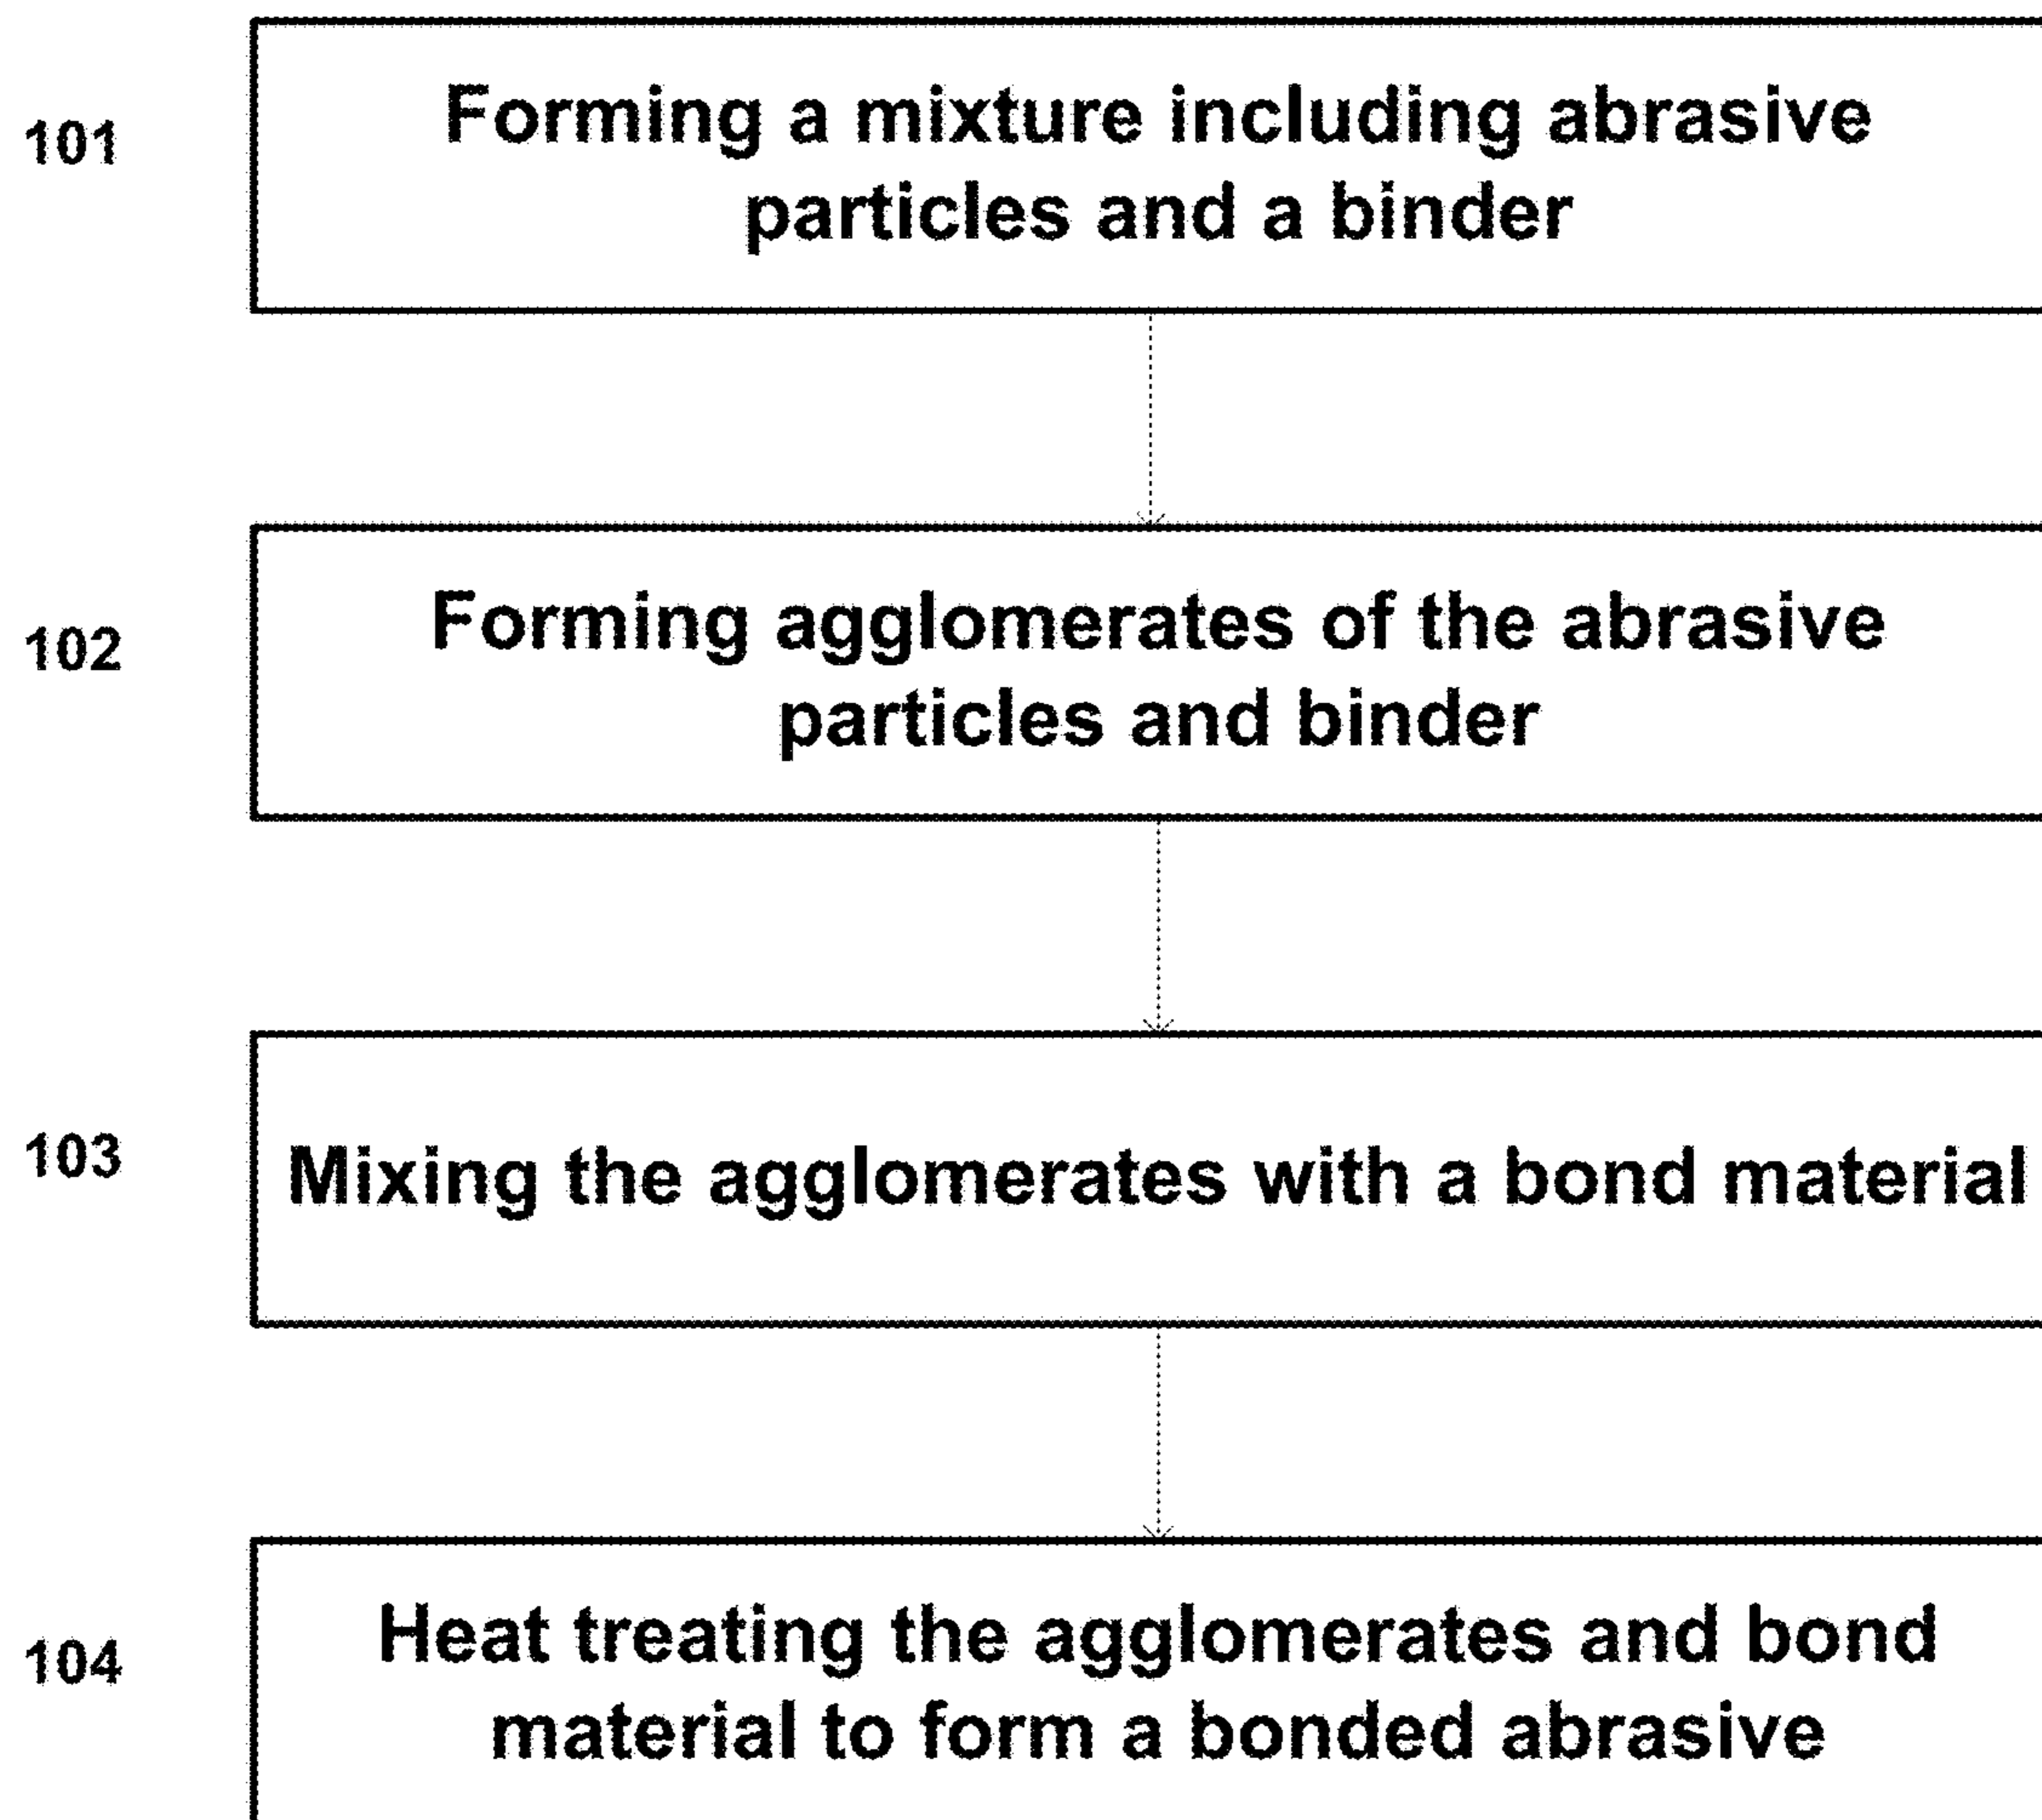 101
Forming a mixture including abrasive
particles and a binder
102
Forming agglomerates of the abrasive
particles and binder
103
Mixing the agglomerates with a bond material
104
Heat treating the agglomerates and bond
material to form a bonded abrasive